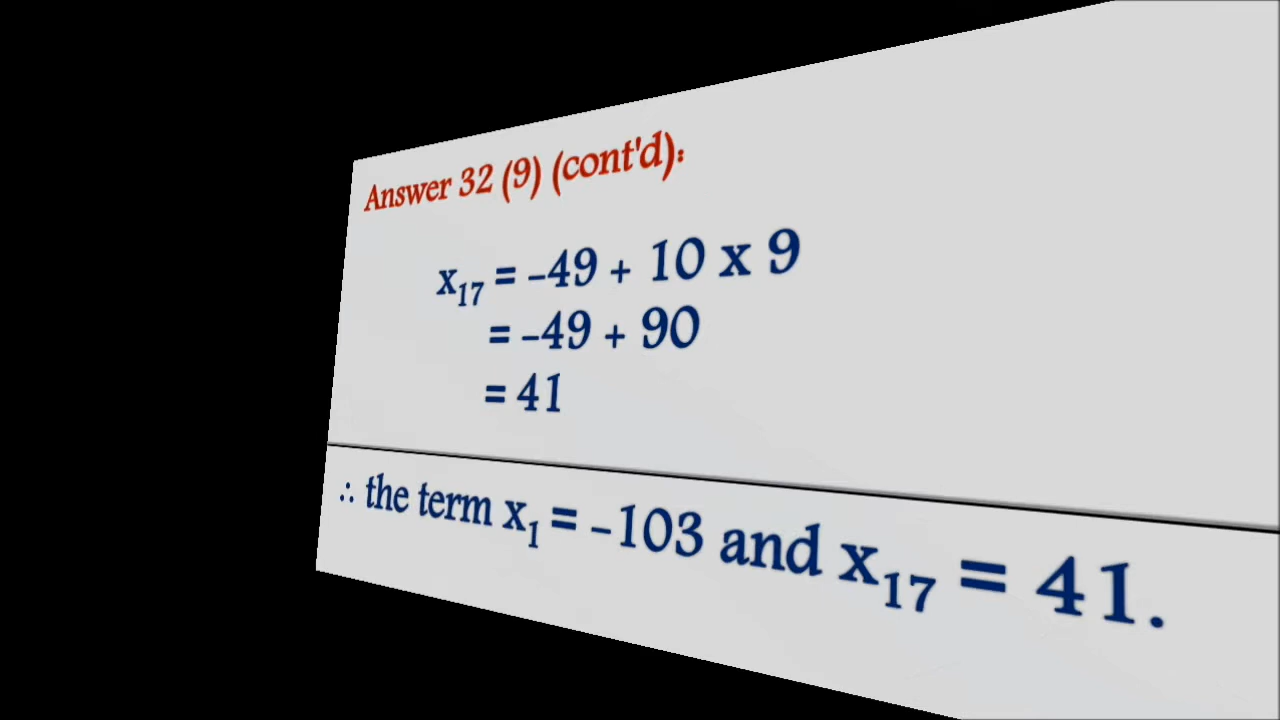 Answer 32 (9) (cont'd):
x₁₇ = -49 + 10 x 9
= -49 + 90
= 41
∴ the term x₁ = -103 and x₁₇ = 41.